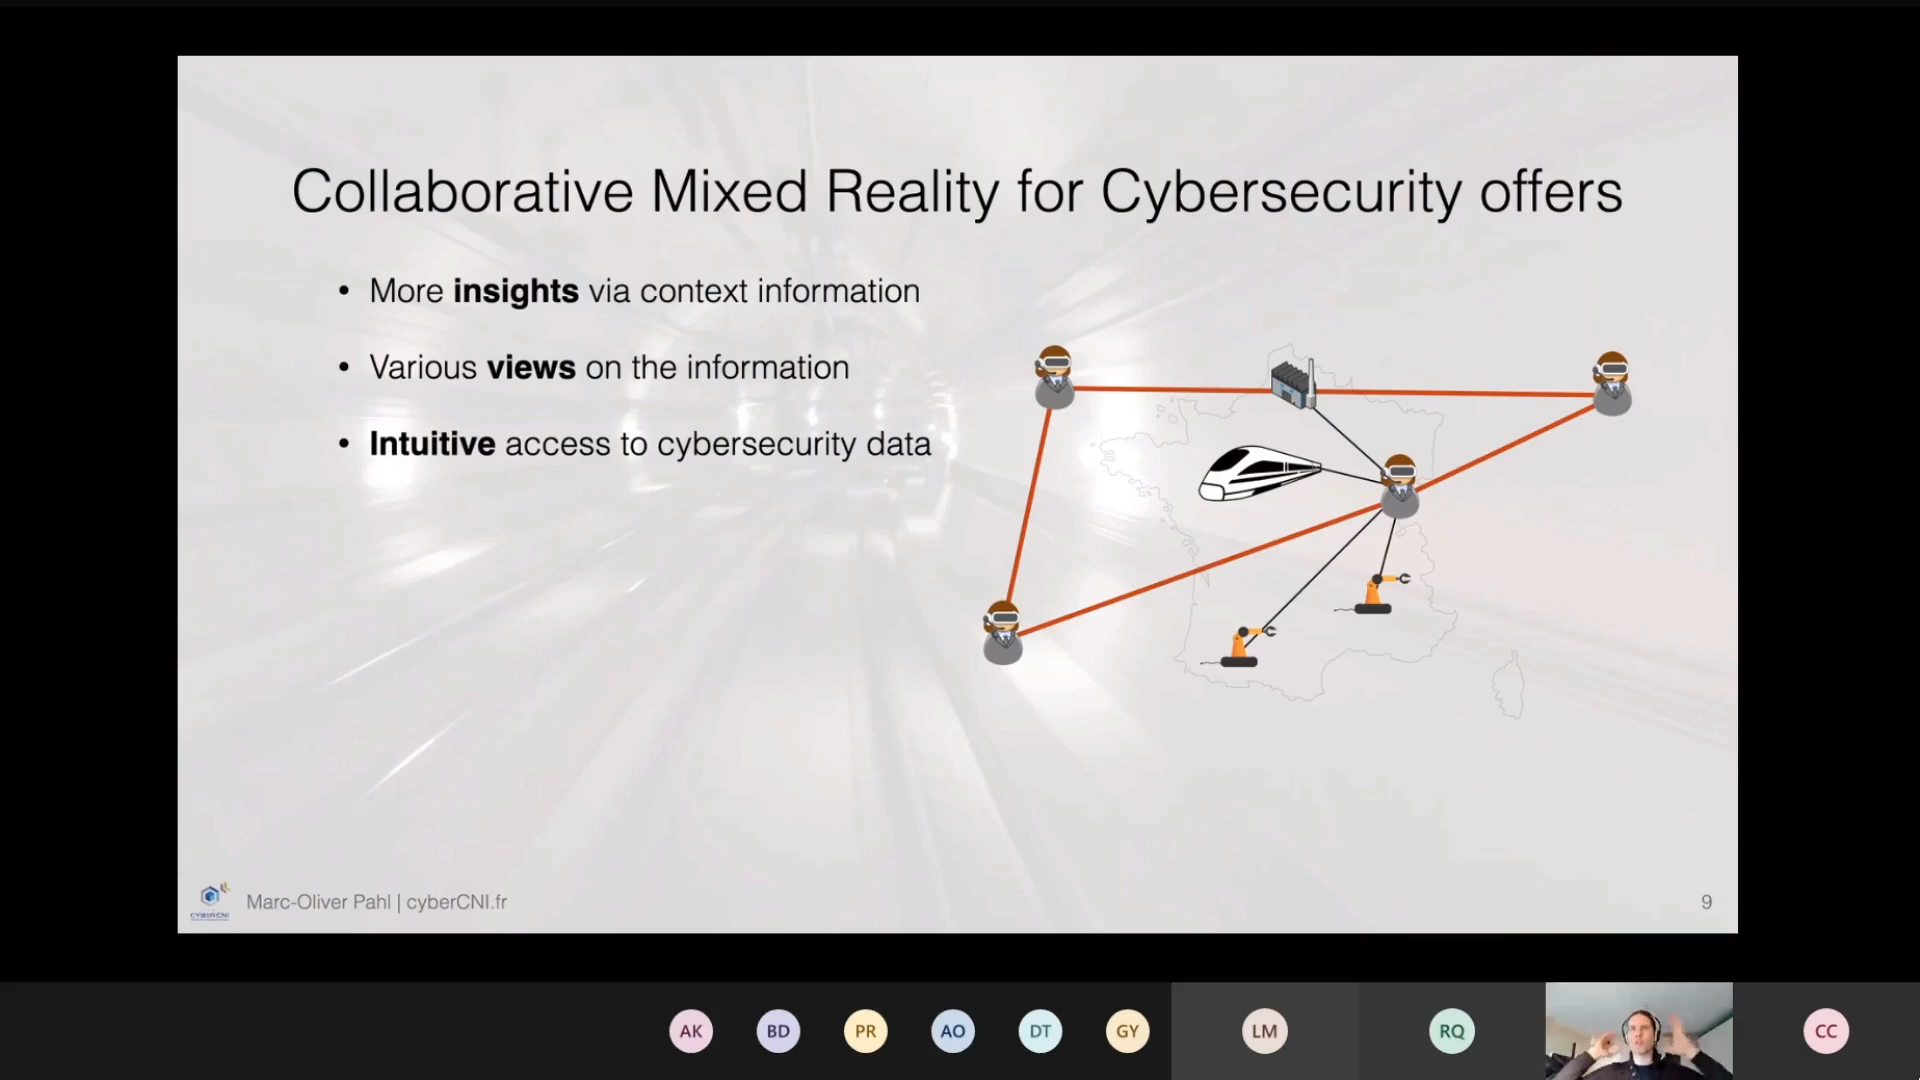 Collaborative Mixed Reality for Cybersecurity offers
• More insights via context information
• Various views on the information
• Intuitive access to cybersecurity data
CYBERCNI
Marc-Oliver Pahl | cyberCNI.fr
9
AK
BD
PR
AO
DT
GY
LM
RQ
CC